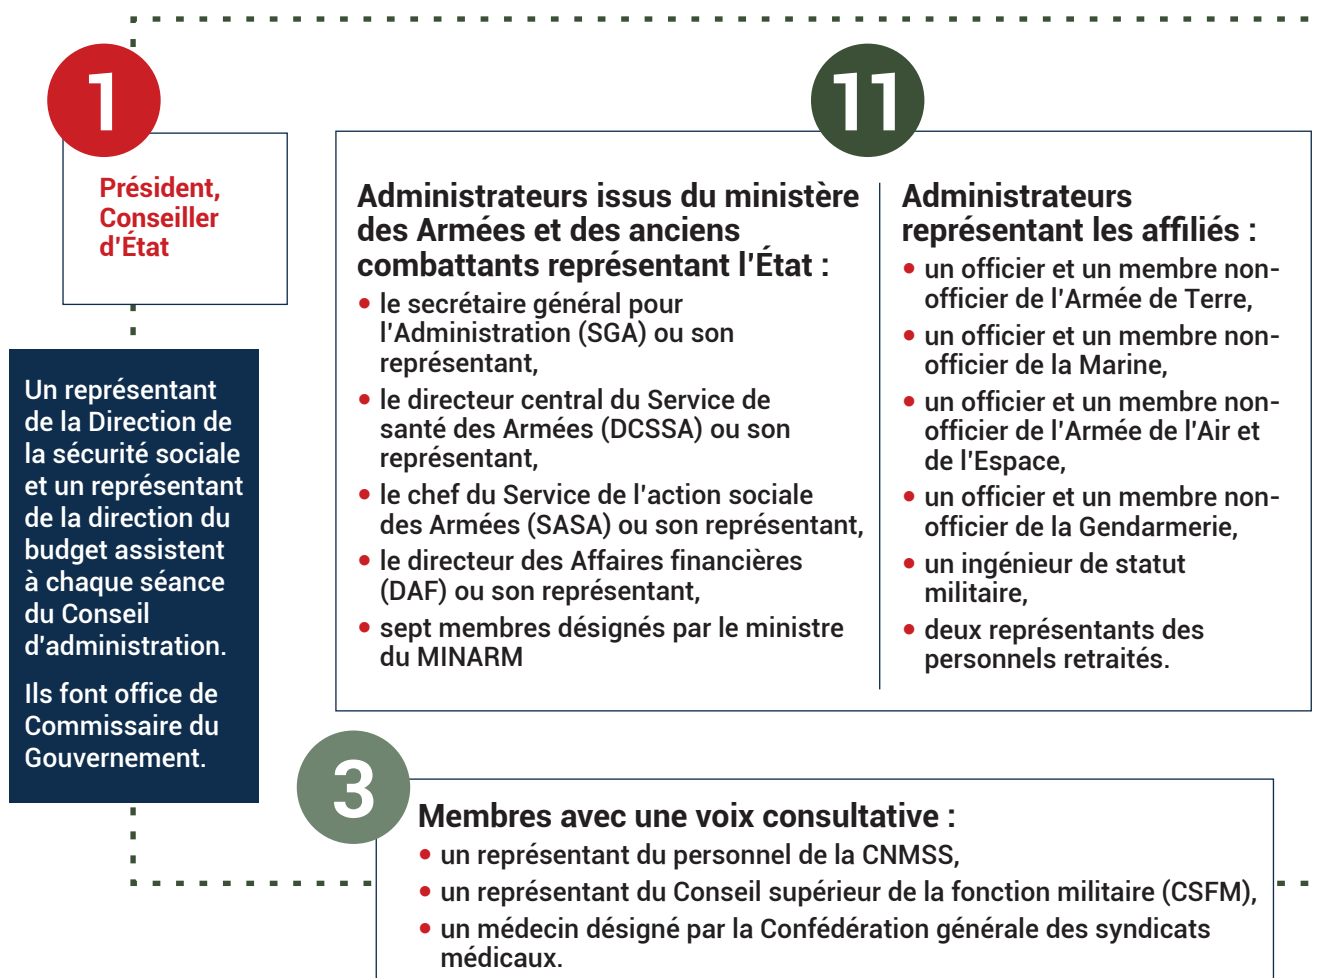 1
Président,
Conseiller
d'État
Un représentant
de la Direction de
la sécurité sociale
et un représentant
de la direction du
budget assistent
à chaque séance
du Conseil
d'administration.
Ils font office de
Commissaire du
Gouvernement.
11
Administrateurs issus du ministère
des Armées et des anciens
combattants représentant l'État :
• le secrétaire général pour
l'Administration (SGA) ou son
représentant,
• le directeur central du Service de
santé des Armées (DCSSA) ou son
représentant,
• le chef du Service de l'action sociale
des Armées (SASA) ou son représentant,
• le directeur des Affaires financières
(DAF) ou son représentant,
• sept membres désignés par le ministre
du MINARM
Administrateurs
représentant les affiliés :
• un officier et un membre non-
officier de l'Armée de Terre,
• un officier et un membre non-
officier de la Marine,
• un officier et un membre non-
officier de l'Armée de l'Air et
de l'Espace,
• un officier et un membre non-
officier de la Gendarmerie,
• un ingénieur de statut
militaire,
• deux représentants des
personnels retraités.
3
Membres avec une voix consultative :
• un représentant du personnel de la CNMSS,
• un représentant du Conseil supérieur de la fonction militaire (CSFM),
• un médecin désigné par la Confédération générale des syndicats
médicaux.